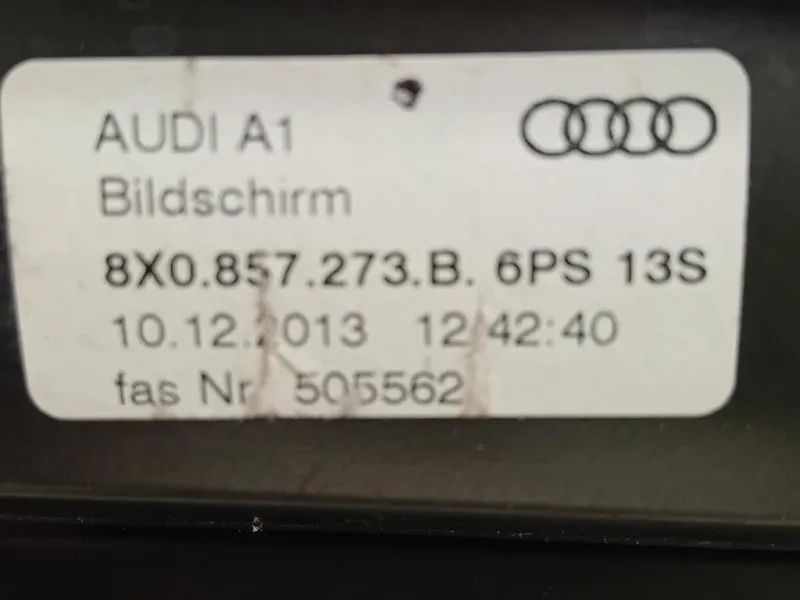 AUDI A1
Bildschirm
8X0.857.273.B. 6PS 13S
10.12.2013 12:42:40
fas Nr 505562